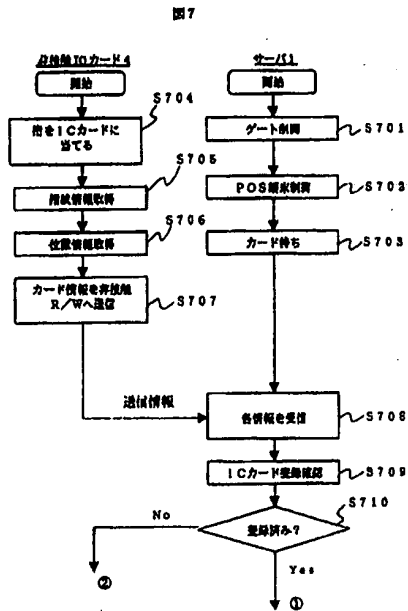 図7
非接触ICカード4
開始
S704
指をICカードに
当てる
S705
指紋情報取得
S706
位置情報取得
S707
カード情報を非接触
R/Wへ送信
送信情報
サーバ1
開始
ゲート制御
S701
POS端末制御
S702
カード待ち
S703
各情報を受信
S708
ICカード登録確認
S709
S710
登録済み?
No
②
Yes
①